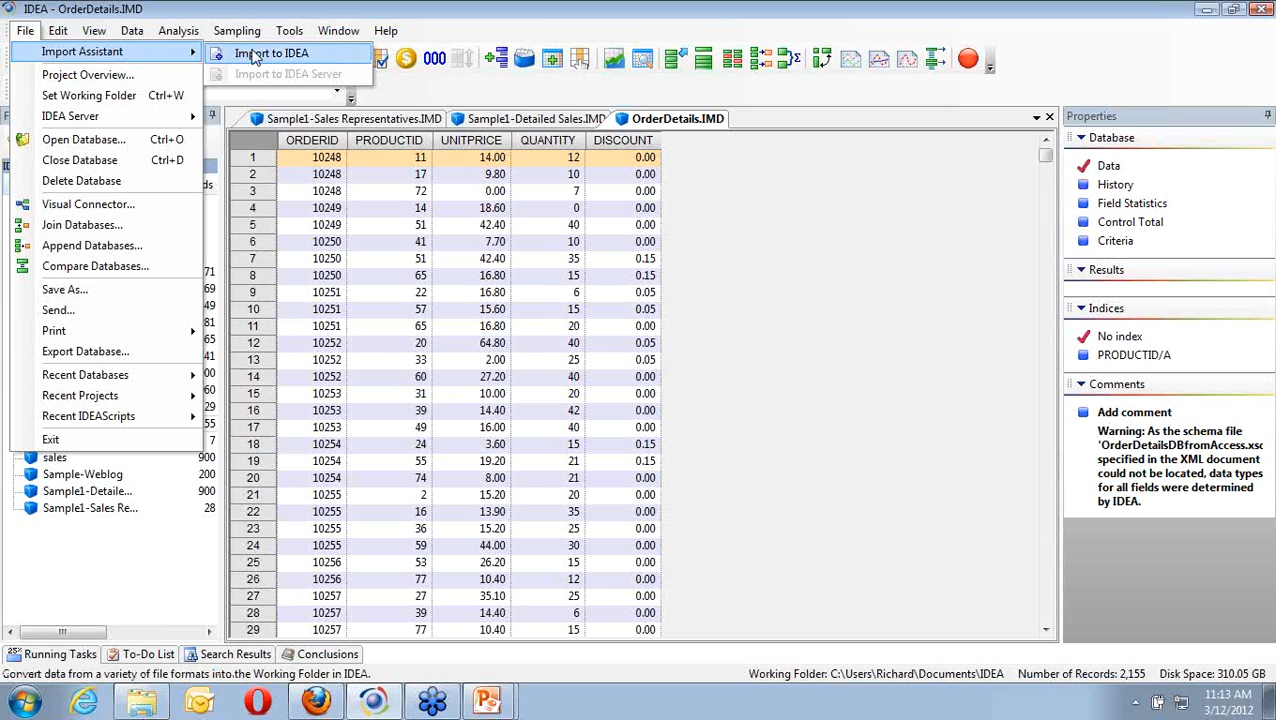 IDEA - OrderDetails.IMD
File Edit View Data Analysis Sampling Tools Window Help
Import Assistant
Project Overview...
Set Working Folder Ctrl+W
IDEA Server
Open Database... Ctrl+O
Close Database Ctrl+D
Delete Database
Visual Connector...
Join Databases...
Append Databases...
Compare Databases...
Save As...
Send...
Print
Export Database...
Recent Databases
Recent Projects
Recent IDEAScripts
Exit
Import to IDEA
Import to IDEA Server
000
ds
71
69
49
81
65
41
00
60
29
55
7
sales 900
Sample-Weblog 200
Sample1-Detaile... 900
Sample1-Sales Re... 28
Sample1-Sales Representatives.IMD Sample1-Detailed Sales.IMD OrderDetails.IMD
ORDERID PRODUCTID UNITPRICE QUANTITY DISCOUNT
1 10248 11 14.00 12 0.00
2 10248 17 9.80 10 0.00
3 10248 72 0.00 7 0.00
4 10249 14 18.60 0 0.00
5 10249 51 42.40 40 0.00
6 10250 41 7.70 10 0.00
7 10250 51 42.40 35 0.15
8 10250 65 16.80 15 0.15
9 10251 22 16.80 6 0.05
10 10251 57 15.60 15 0.05
11 10251 65 16.80 20 0.00
12 10252 20 64.80 40 0.05
13 10252 33 2.00 25 0.05
14 10252 60 27.20 40 0.00
15 10253 31 10.00 20 0.00
16 10253 39 14.40 42 0.00
17 10253 49 16.00 40 0.00
18 10254 24 3.60 15 0.15
19 10254 55 19.20 21 0.15
20 10254 74 8.00 21 0.00
21 10255 2 15.20 20 0.00
22 10255 16 13.90 35 0.00
23 10255 36 15.20 25 0.00
24 10255 59 44.00 30 0.00
25 10256 53 26.20 15 0.00
26 10256 77 10.40 12 0.00
27 10257 27 35.10 25 0.00
28 10257 39 14.40 6 0.00
29 10257 77 10.40 15 0.00
Properties
Database
Data
History
Field Statistics
Control Total
Criteria
Results
Indices
No index
PRODUCTID/A
Comments
Add comment
Warning: As the schema file
'OrderDetailsDBfromAccess.xsd
specified in the XML document
could not be located, data types
for all fields were determined
by IDEA.
Running Tasks To-Do List Search Results Conclusions
Convert data from a variety of file formats into the Working Folder in IDEA.
Working Folder: C:\Users\Richard\Documents\IDEA Number of Records: 2,155 Disk Space: 310.05 GB
11:13 AM
3/12/2012